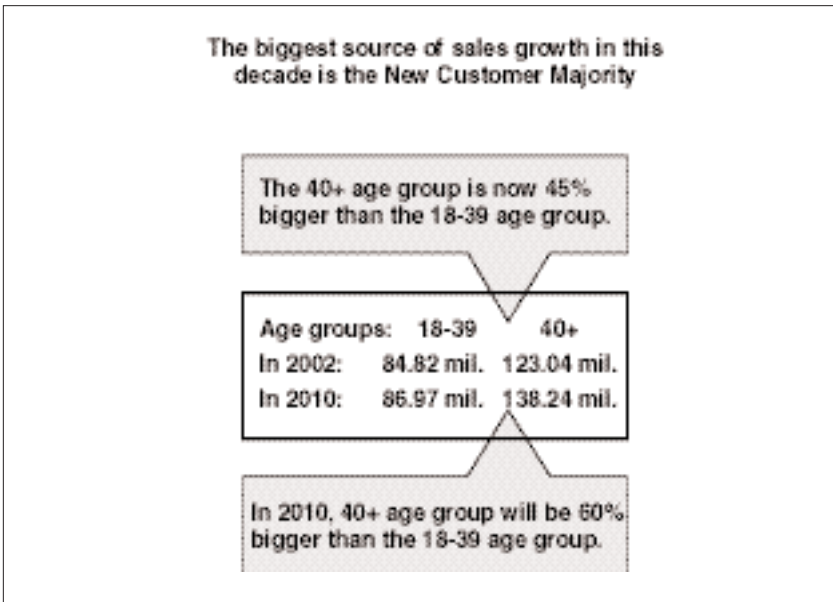 The biggest source of sales growth in this
decade is the New Customer Majority
The 40+ age group is now 45%
bigger than the 18-39 age group.
Age groups: 18-39 40+
In 2002: 84.82 mil. 123.04 mil.
In 2010: 86.97 mil. 138.24 mil.
In 2010, 40+ age group will be 60%
bigger than the 18-39 age group.